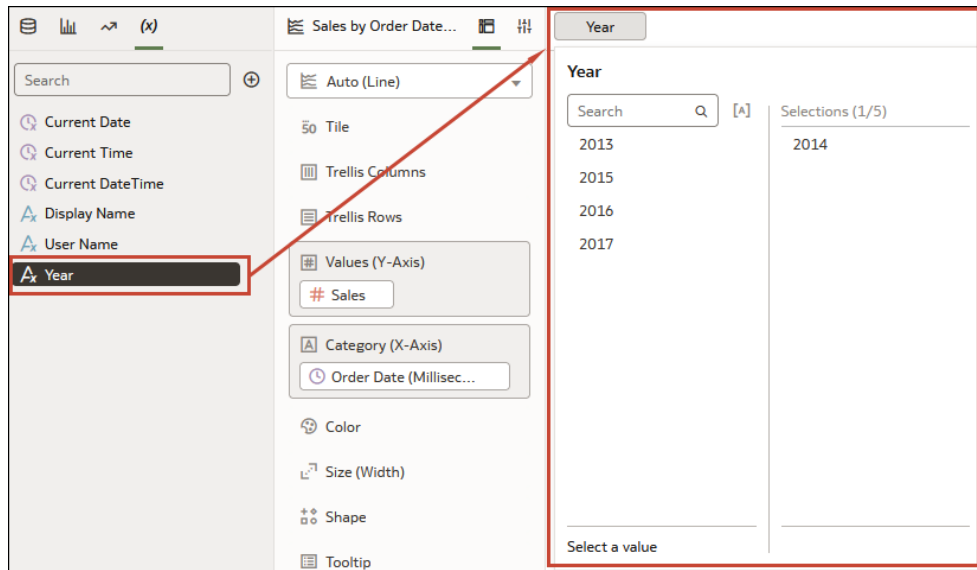 (x)
Search
Current Date
Current Time
Current DateTime
Display Name
User Name
Year
Sales by Order Date...
Auto (Line)
50 Tile
Trellis Columns
Trellis Rows
Values (Y-Axis)
# Sales
Category (X-Axis)
Order Date (Millisec...
Color
Size (Width)
Shape
Tooltip
Year
Year
Search
[A]
Selections (1/5)
2013
2014
2015
2016
2017
Select a value